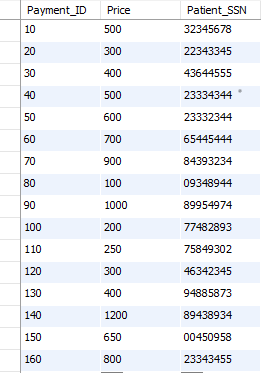 Payment_ID Price Patient_SSN
10 500 32345678
20 300 22343345
30 400 43644555
40 500 23334344
50 600 23332344
60 700 65445444
70 900 84393234
80 100 09348944
90 1000 89954974
100 200 77482893
110 250 75849302
120 300 46342345
130 400 94885873
140 1200 89438934
150 650 00450958
160 800 23343455